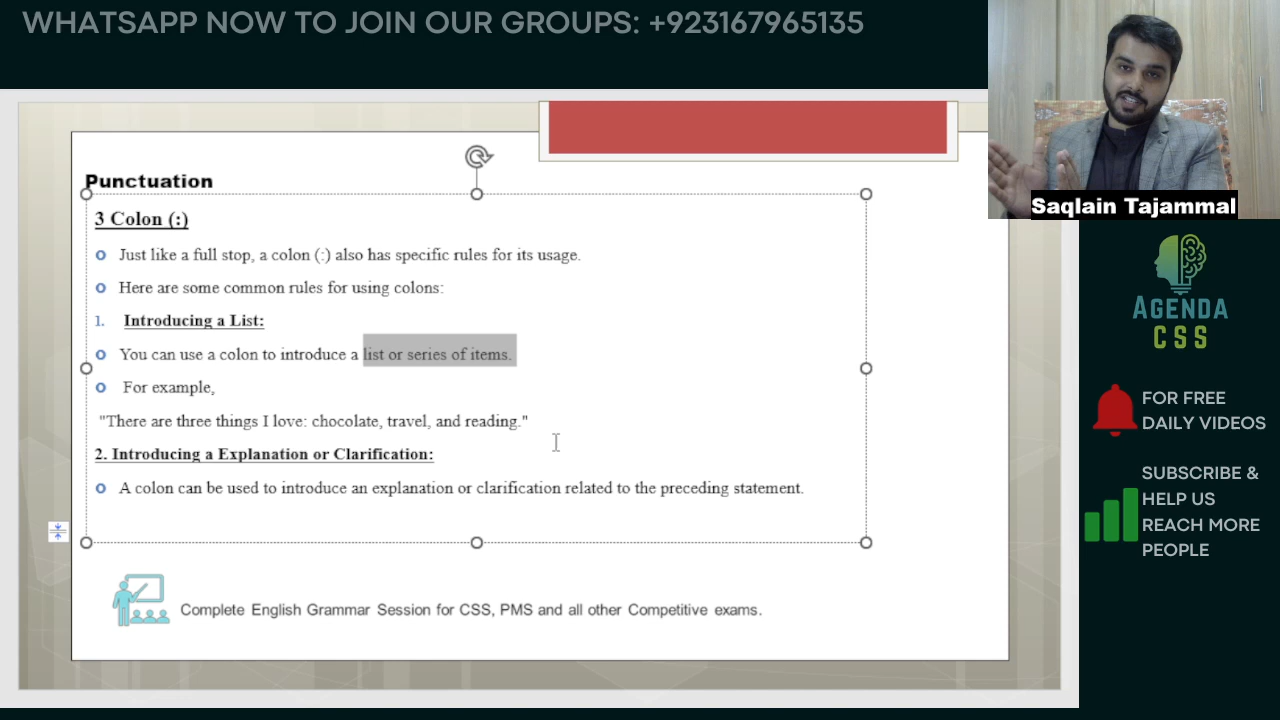 WHATSAPP NOW TO JOIN OUR GROUPS: +923167965135
Saqlain Tajammal
Punctuation
3 Colon (:)
o Just like a full stop, a colon (:) also has specific rules for its usage.
o Here are some common rules for using colons:
1. Introducing a List:
o You can use a colon to introduce a list or series of items.
o For example,
"There are three things I love: chocolate, travel, and reading."
2. Introducing a Explanation or Clarification:
o A colon can be used to introduce an explanation or clarification related to the preceding statement.
Complete English Grammar Session for CSS, PMS and all other Competitive exams.
AGENDA
CSS
FOR FREE
DAILY VIDEOS
SUBSCRIBE &
HELP US
REACH MORE
PEOPLE